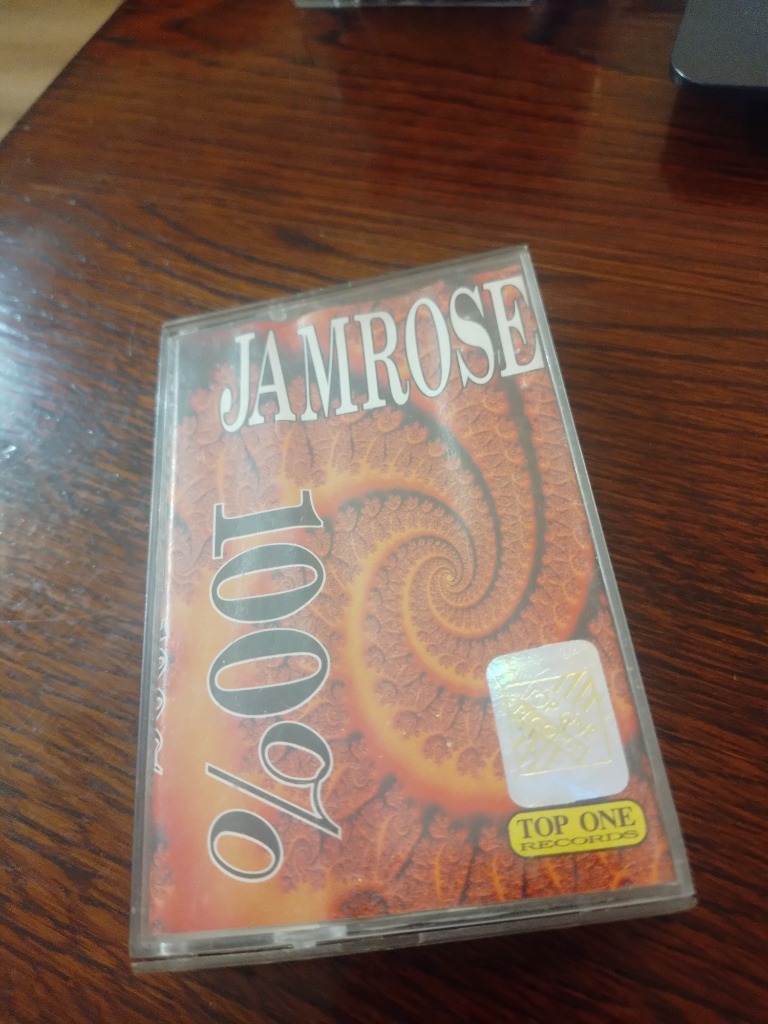 JAMROSE
100%
TOP ONE
RECORDS